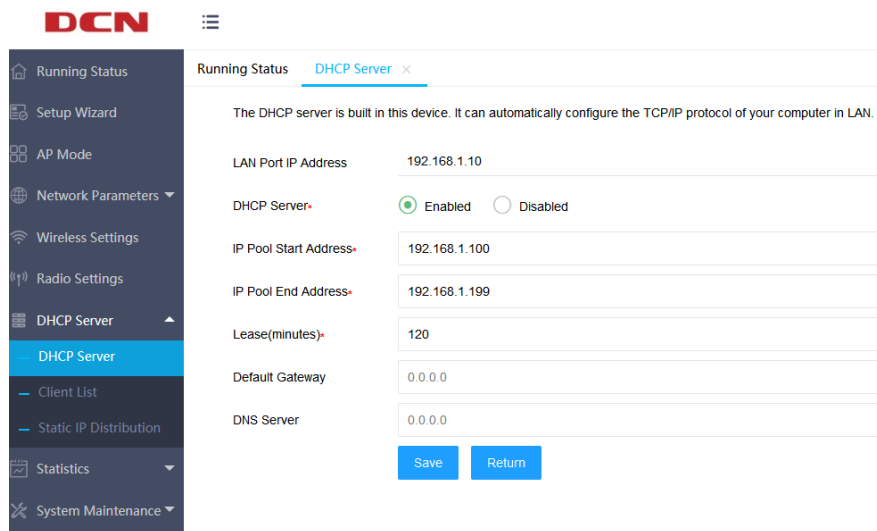 DCN
Running Status
Setup Wizard
AP Mode
Network Parameters
Wireless Settings
Radio Settings
DHCP Server
DHCP Server
Client List
Static IP Distribution
Statistics
System Maintenance
Running Status DHCP Server ×
The DHCP server is built in this device. It can automatically configure the TCP/IP protocol of your computer in LAN.
LAN Port IP Address 192.168.1.10
DHCP Server* Enabled Disabled
IP Pool Start Address* 192.168.1.100
IP Pool End Address* 192.168.1.199
Lease(minutes)* 120
Default Gateway 0.0.0.0
DNS Server 0.0.0.0
Save Return